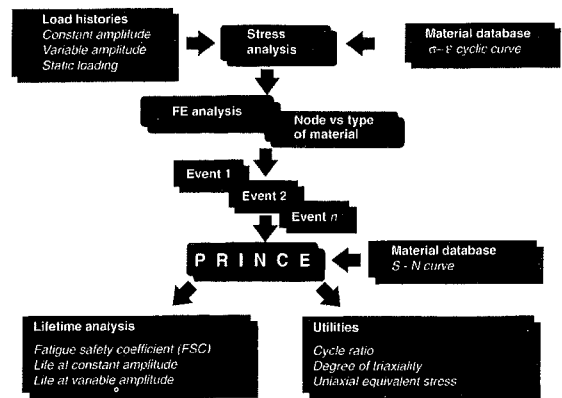 Load histories
Constant amplitude
Variable amplitude
Static loading
Stress
analysis
Material database
σ–ε cyclic curve
FE analysis
Node vs type
of material
Event 1
Event 2
Event n
PRINCE
Material database
S - N curve
Lifetime analysis
Fatigue safety coefficient (FSC)
Life at constant amplitude
Life at variable amplitude
Utilities
Cycle ratio
Degree of triaxiality
Uniaxial equivalent stress